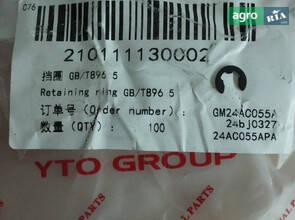 C76
agro RIA
210111130002
挡圈 GB/T896 5
Retaining ring GB/T896 5
订单号 (Order number): GM24AC055A
24bj0327
数量 (QTY): 100 24AC055APA
YTO GROUP
PARTS